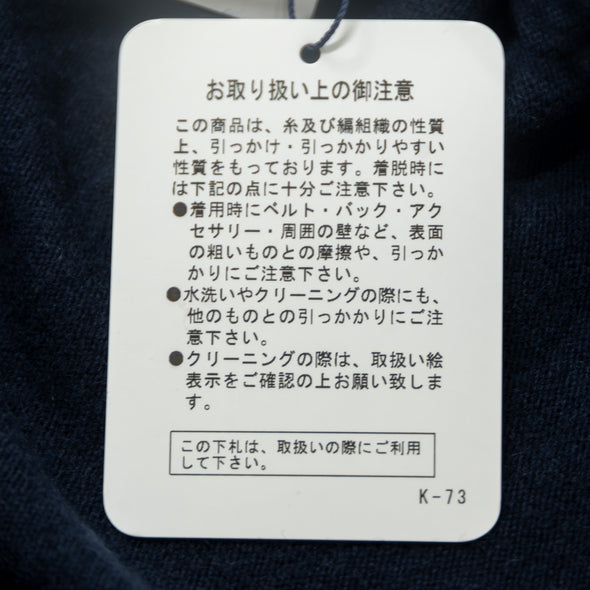 お取り扱い上の御注意
この商品は、糸及び編組織の性質
上、引っかけ・引っかかりやすい
性質をもっております。着脱時に
は下記の点に十分ご注意下さい。
●着用時にベルト・バック・アク
セサリー・周囲の壁など、表面
の粗いものとの摩擦や、引っか
かりにご注意下さい。
●水洗いやクリーニングの際にも、
他のものとの引っかかりにご注
意下さい。
●クリーニングの際は、取扱い絵
表示をご確認の上お願い致しま
す。
この下札は、取扱いの際にご利用
して下さい。
K-73